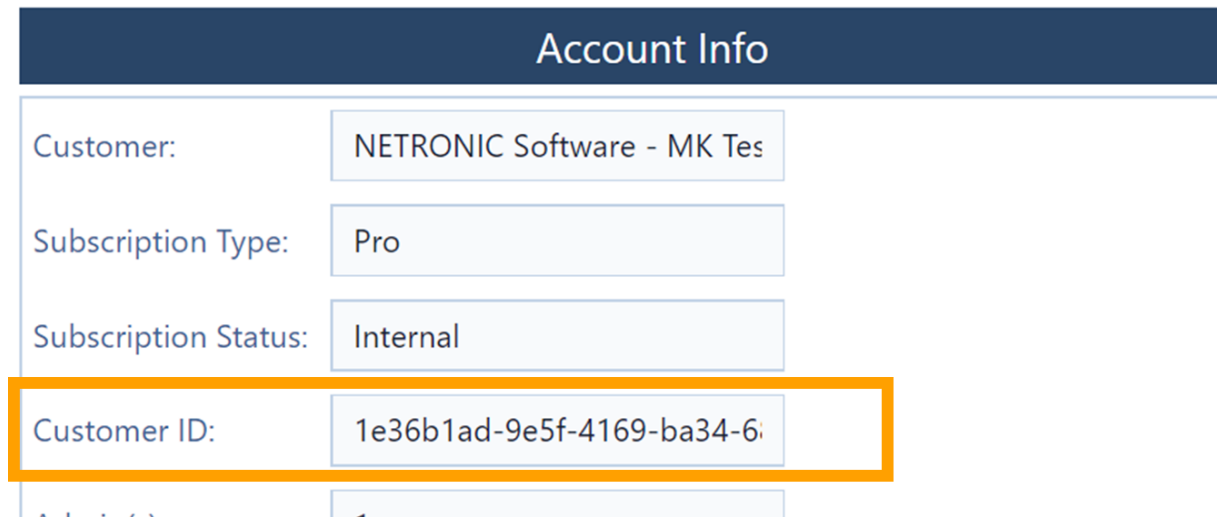 Account Info
Customer: NETRONIC Software - MK Tes
Subscription Type: Pro
Subscription Status: Internal
Customer ID: 1e36b1ad-9e5f-4169-ba34-6